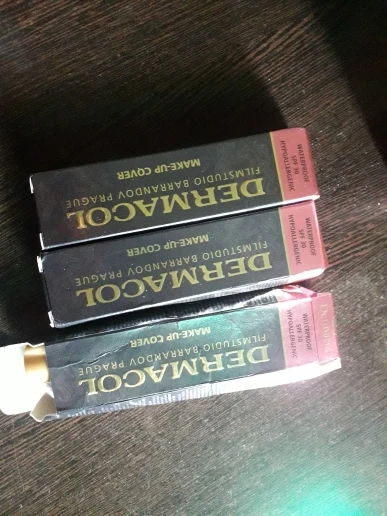 DERMACOL
FILMSTUDIO BARRANDOV PRAGUE
MAKE-UP COVER
WATERPROOF
SPF 30
HYPOALLERGENIC
DERMACOL
FILMSTUDIO BARRANDOV PRAGUE
MAKE-UP COVER
WATERPROOF
SPF 30
HYPOALLERGENIC
DERMACOL
FILMSTUDIO BARRANDOV PRAGUE
MAKE-UP COVER
WATERPROOF
SPF 30
HYPOALLERGENIC